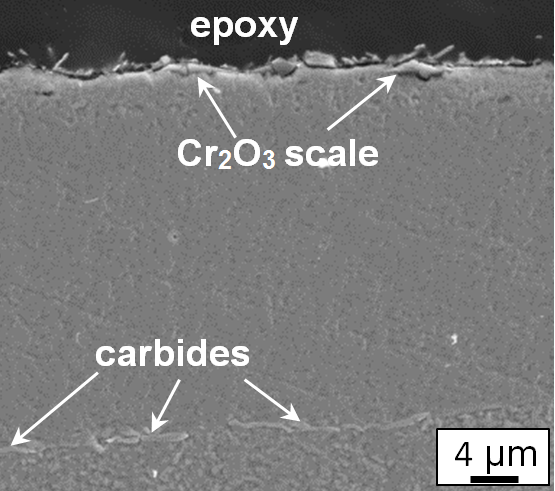 epoxy
Cr₂O₃ scale
carbides
4 μm